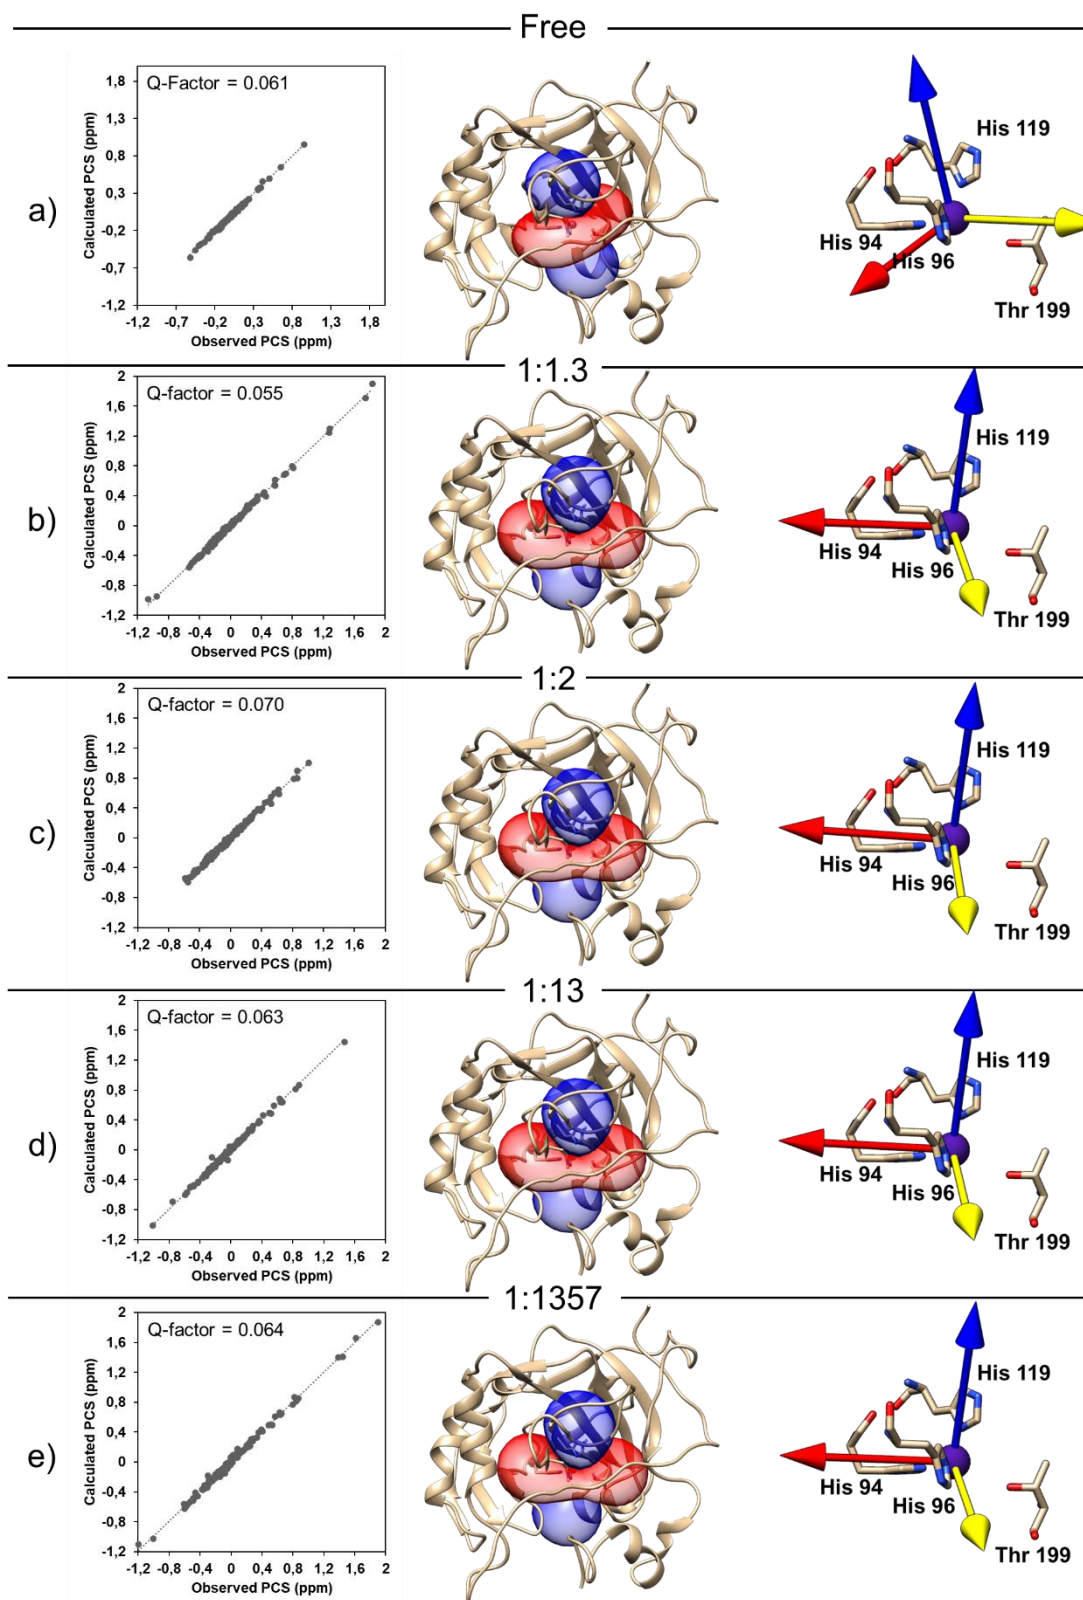 Free
a)
Q-Factor = 0.061
Calculated PCS (ppm)
1,8
1,3
0,8
0,3
-0,2
-0,7
-1,2
-1,2 -0,7 -0,2 0,3 0,8 1,3 1,8
Observed PCS (ppm)
His 119
His 94
His 96
Thr 199
1:1.3
b)
Q-factor = 0.055
Calculated PCS (ppm)
2
1,6
1,2
0,8
0,4
0
-0,4
-0,8
-1,2
-1,2 -0,8 -0,4 0 0,4 0,8 1,2 1,6 2
Observed PCS (ppm)
His 119
His 94
His 96
Thr 199
1:2
c)
Q-factor = 0.070
Calculated PCS (ppm)
2
1,6
1,2
0,8
0,4
0
-0,4
-0,8
-1,2
-1,2 -0,8 -0,4 0 0,4 0,8 1,2 1,6 2
Observed PCS (ppm)
His 119
His 94
His 96
Thr 199
1:13
d)
Q-factor = 0.063
Calculated PCS (ppm)
2
1,6
1,2
0,8
0,4
0
-0,4
-0,8
-1,2
-1,2 -0,8 -0,4 0 0,4 0,8 1,2 1,6 2
Observed PCS (ppm)
His 119
His 94
His 96
Thr 199
1:1357
e)
Q-factor = 0.064
Calculated PCS (ppm)
2
1,6
1,2
0,8
0,4
0
-0,4
-0,8
-1,2
-1,2 -0,8 -0,4 0 0,4 0,8 1,2 1,6 2
Observed PCS (ppm)
His 119
His 94
His 96
Thr 199